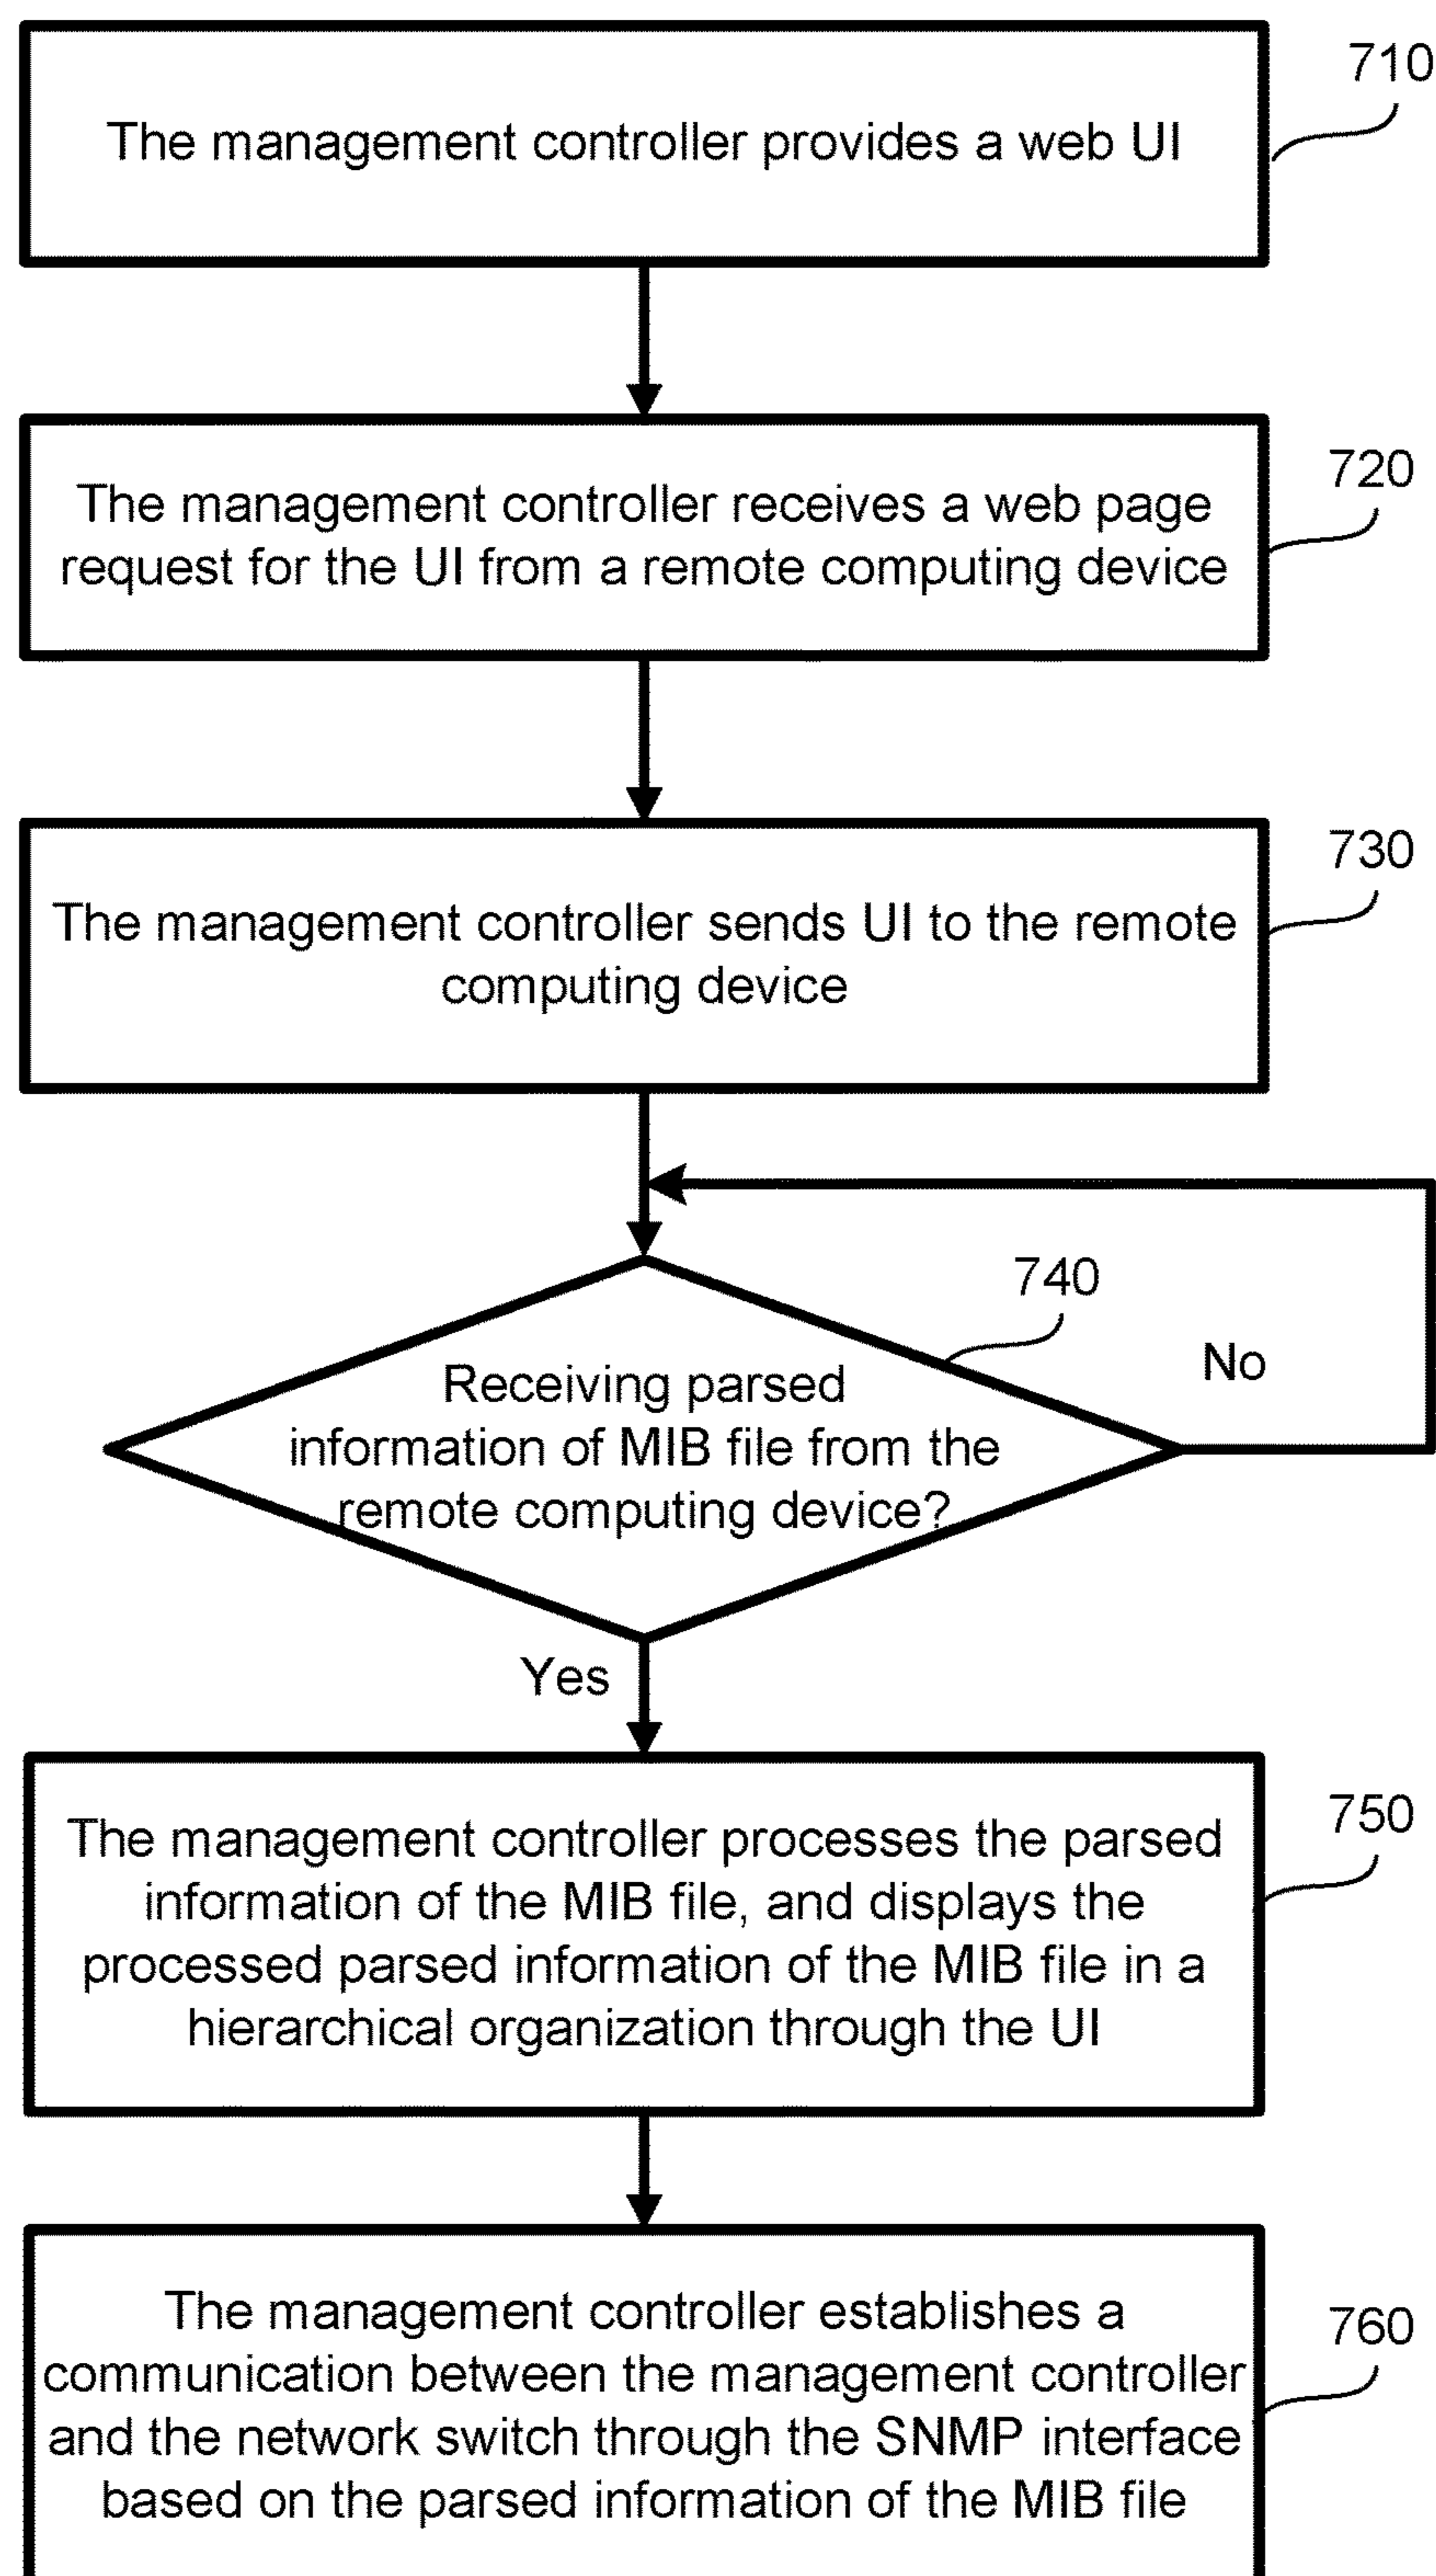 710
The management controller provides a web UI
720
The management controller receives a web page
request for the UI from a remote computing device
730
The management controller sends UI to the remote
computing device
740
No
Receiving parsed
information of MIB file from the
remote computing device?
Yes
750
The management controller processes the parsed
information of the MIB file, and displays the
processed parsed information of the MIB file in a
hierarchical organization through the UI
760
The management controller establishes a
communication between the management controller
and the network switch through the SNMP interface
based on the parsed information of the MIB file